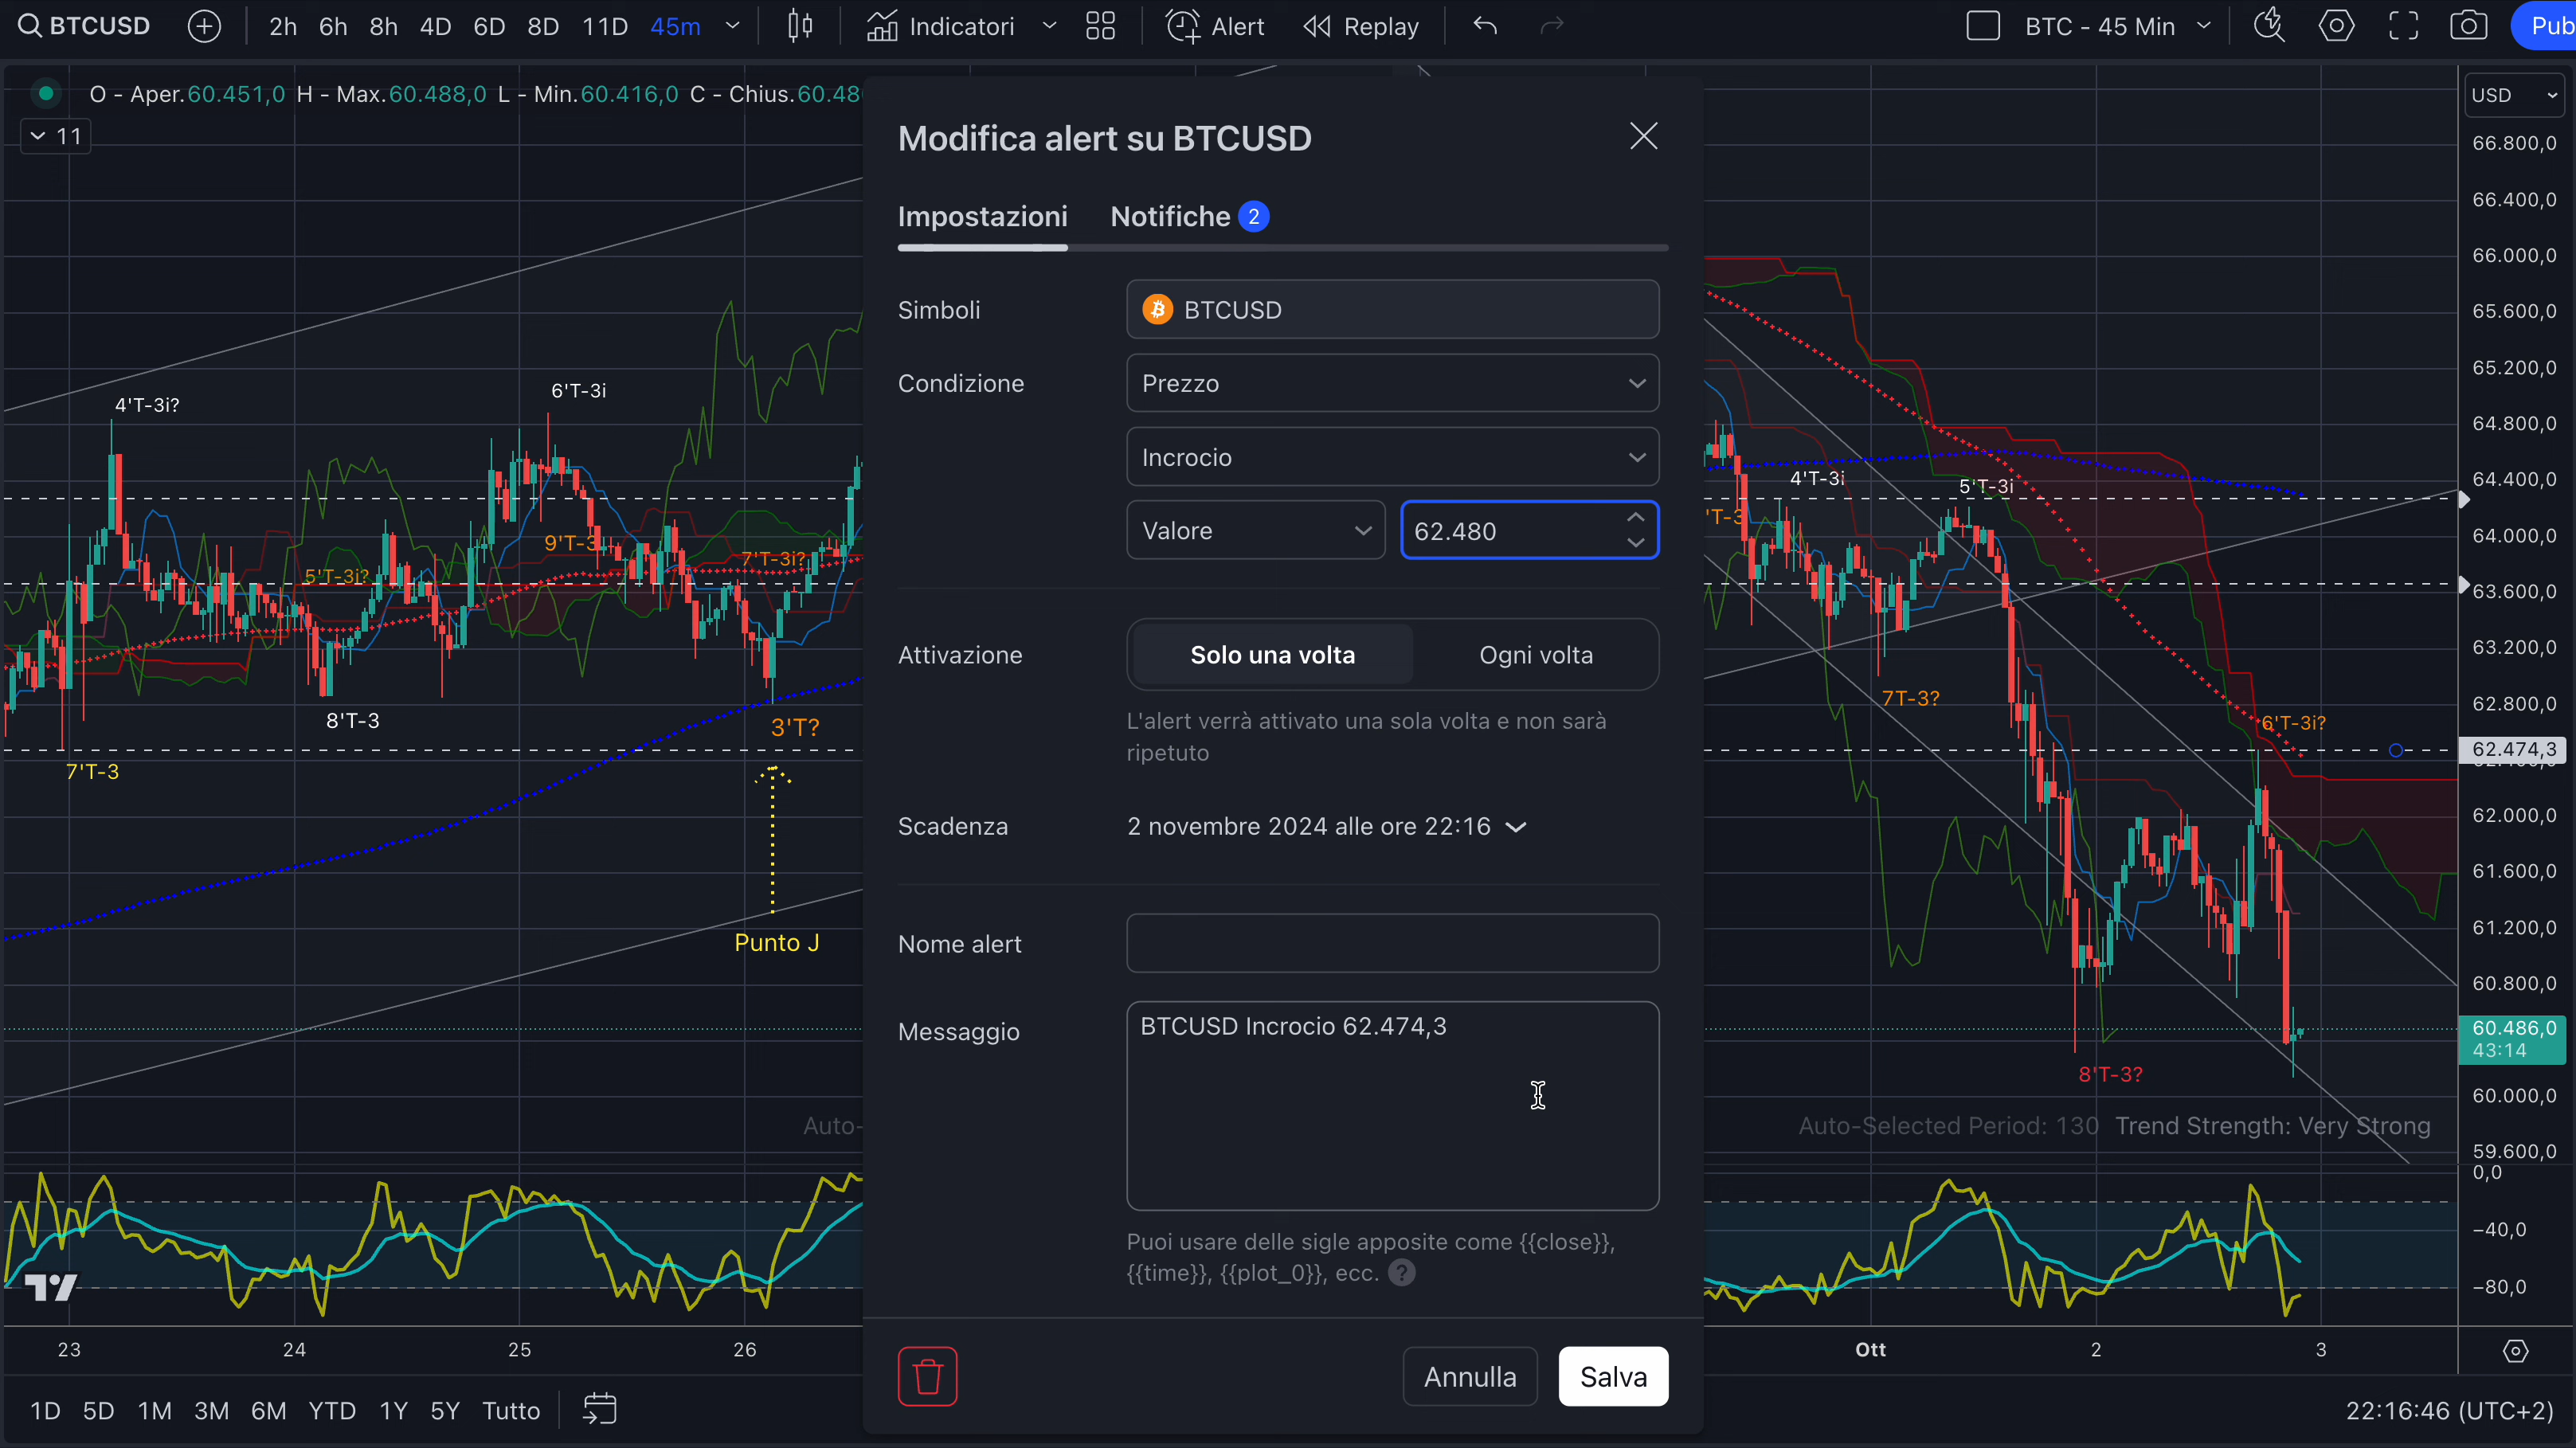 BTCUSD 2h 6h 8h 4D 6D 8D 11D 45m Indicatori Alert Replay BTC - 45 Min Pub
O - Aper.60.451,0 H - Max.60.488,0 L - Min.60.416,0 C - Chius.60.48
11
USD
Modifica alert su BTCUSD
Impostazioni Notifiche 2
Simboli BTCUSD
Condizione Prezzo
Incrocio
Valore 62.480
Attivazione Solo una volta Ogni volta
L'alert verrà attivato una sola volta e non sarà
ripetuto
Scadenza 2 novembre 2024 alle ore 22:16
Nome alert
Messaggio BTCUSD Incrocio 62.474,3
Puoi usare delle sigle apposite come {{close}},
{{time}}, {{plot_0}}, ecc. ?
Annulla Salva
4'T-3i?
6'T-3i
9'T-3
5'T-3i?
7'T-3i?
8'T-3
3'T?
7'T-3
Punto J
Auto-
4'T-3i
5'T-3i
'T-3
7T-3?
6'T-3i?
8'T-3?
Auto-Selected Period: 130 Trend Strength: Very Strong
66.800,0
66.400,0
66.000,0
65.600,0
65.200,0
64.800,0
64.400,0
64.000,0
63.600,0
63.200,0
62.800,0
62.474,3
62.000,0
61.600,0
61.200,0
60.800,0
60.486,0
43:14
60.000,0
59.600,0
0,0
−40,0
−80,0
23 24 25 26 Ott 2 3
1D 5D 1M 3M 6M YTD 1Y 5Y Tutto 22:16:46 (UTC+2)